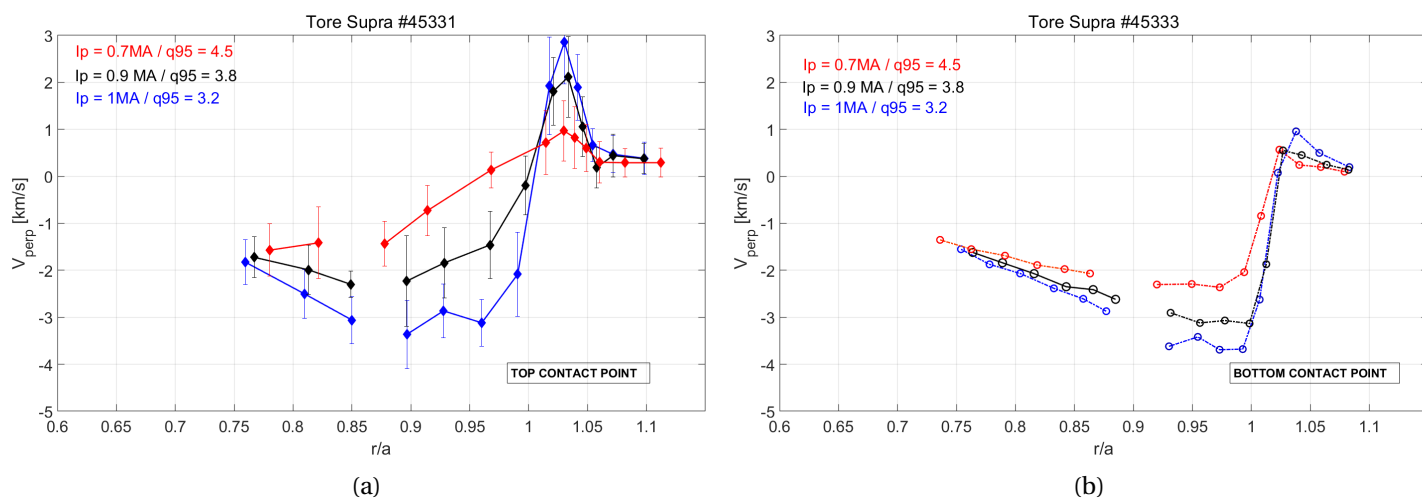 Tore Supra #45331
Ip = 0.7MA / q95 = 4.5
Ip = 0.9 MA / q95 = 3.8
Ip = 1MA / q95 = 3.2
3
2
1
0
-1
-2
-3
-4
-5
V_perp [km/s]
TOP CONTACT POINT
0.6 0.65 0.7 0.75 0.8 0.85 0.9 0.95 1 1.05 1.1
r/a
(a)
Tore Supra #45333
Ip = 0.7MA / q95 = 4.5
Ip = 0.9 MA / q95 = 3.8
Ip = 1MA / q95 = 3.2
3
2
1
0
-1
-2
-3
-4
-5
V_perp [km/s]
BOTTOM CONTACT POINT
0.6 0.65 0.7 0.75 0.8 0.85 0.9 0.95 1 1.05 1.1
r/a
(b)